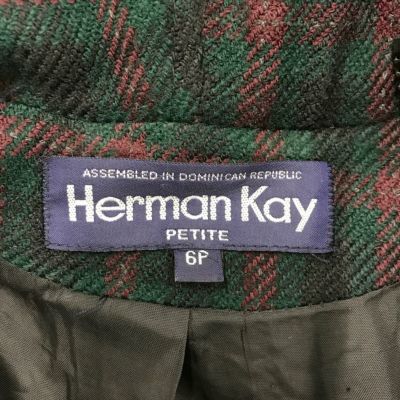 ASSEMBLED IN DOMINICAN REPUBLIC
Herman Kay
PETITE
6P